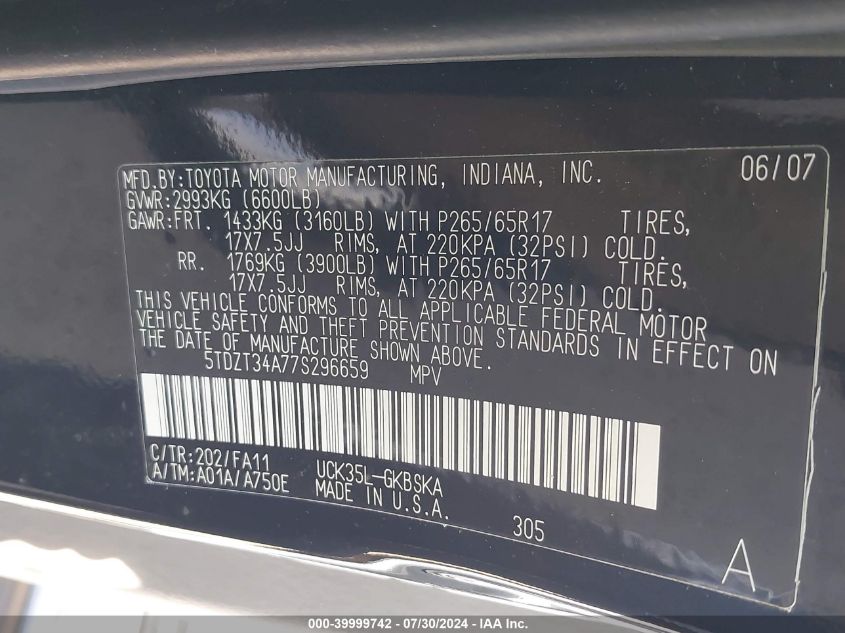 MFD.BY:TOYOTA MOTOR MANUFACTURING, INDIANA, INC. 06/07
GVWR:2993KG (6600LB)
GAWR:FRT. 1433KG (3160LB) WITH P265/65R17 TIRES,
17X7.5JJ RIMS, AT 220KPA (32PSI) COLD.
RR. 1769KG (3900LB) WITH P265/65R17 TIRES,
17X7.5JJ RIMS, AT 220KPA (32PSI) COLD.
THIS VEHICLE CONFORMS TO ALL APPLICABLE FEDERAL MOTOR
VEHICLE SAFETY AND THEFT PREVENTION STANDARDS IN EFFECT ON
THE DATE OF MANUFACTURE SHOWN ABOVE.
5TDZT34A77S296659 MPV
C/TR:202/FA11 UCK35L-GKBSKA
A/TM:A01A/A750E MADE IN U.S.A.
305
A
000-39999742 / 07/30/2024 - IAA Inc.